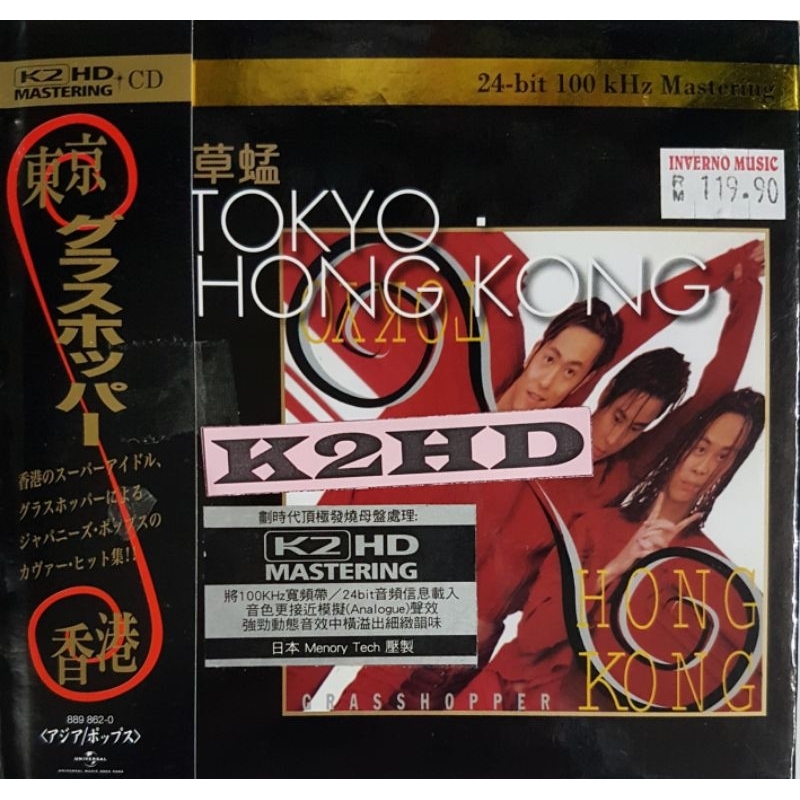 K2 HD
MASTERING
+CD
東京
グラスホッパー
香港のスーパーアイドル、
グラスホッパーによる
ジャパニーズ・ポップスの
カヴァー・ヒット集!!
香港
889 862-0
〈アジア/ポップス〉
UNIVERSAL
24-bit 100 kHz Mastering
INVERNO MUSIC
RM 119.90
草蜢
TOKYO ·
HONG KONG
TOKYO
K2HD
劃時代頂極發燒母盤處理:
K2 HD
MASTERING
將100KHz寬頻帶／24bit音頻信息載入
音色更接近模擬(Analogue)聲效
強勁動態音效中橫溢出細緻韻味
日本 Menory Tech 壓製
HONG
KONG
GRASSHOPPER